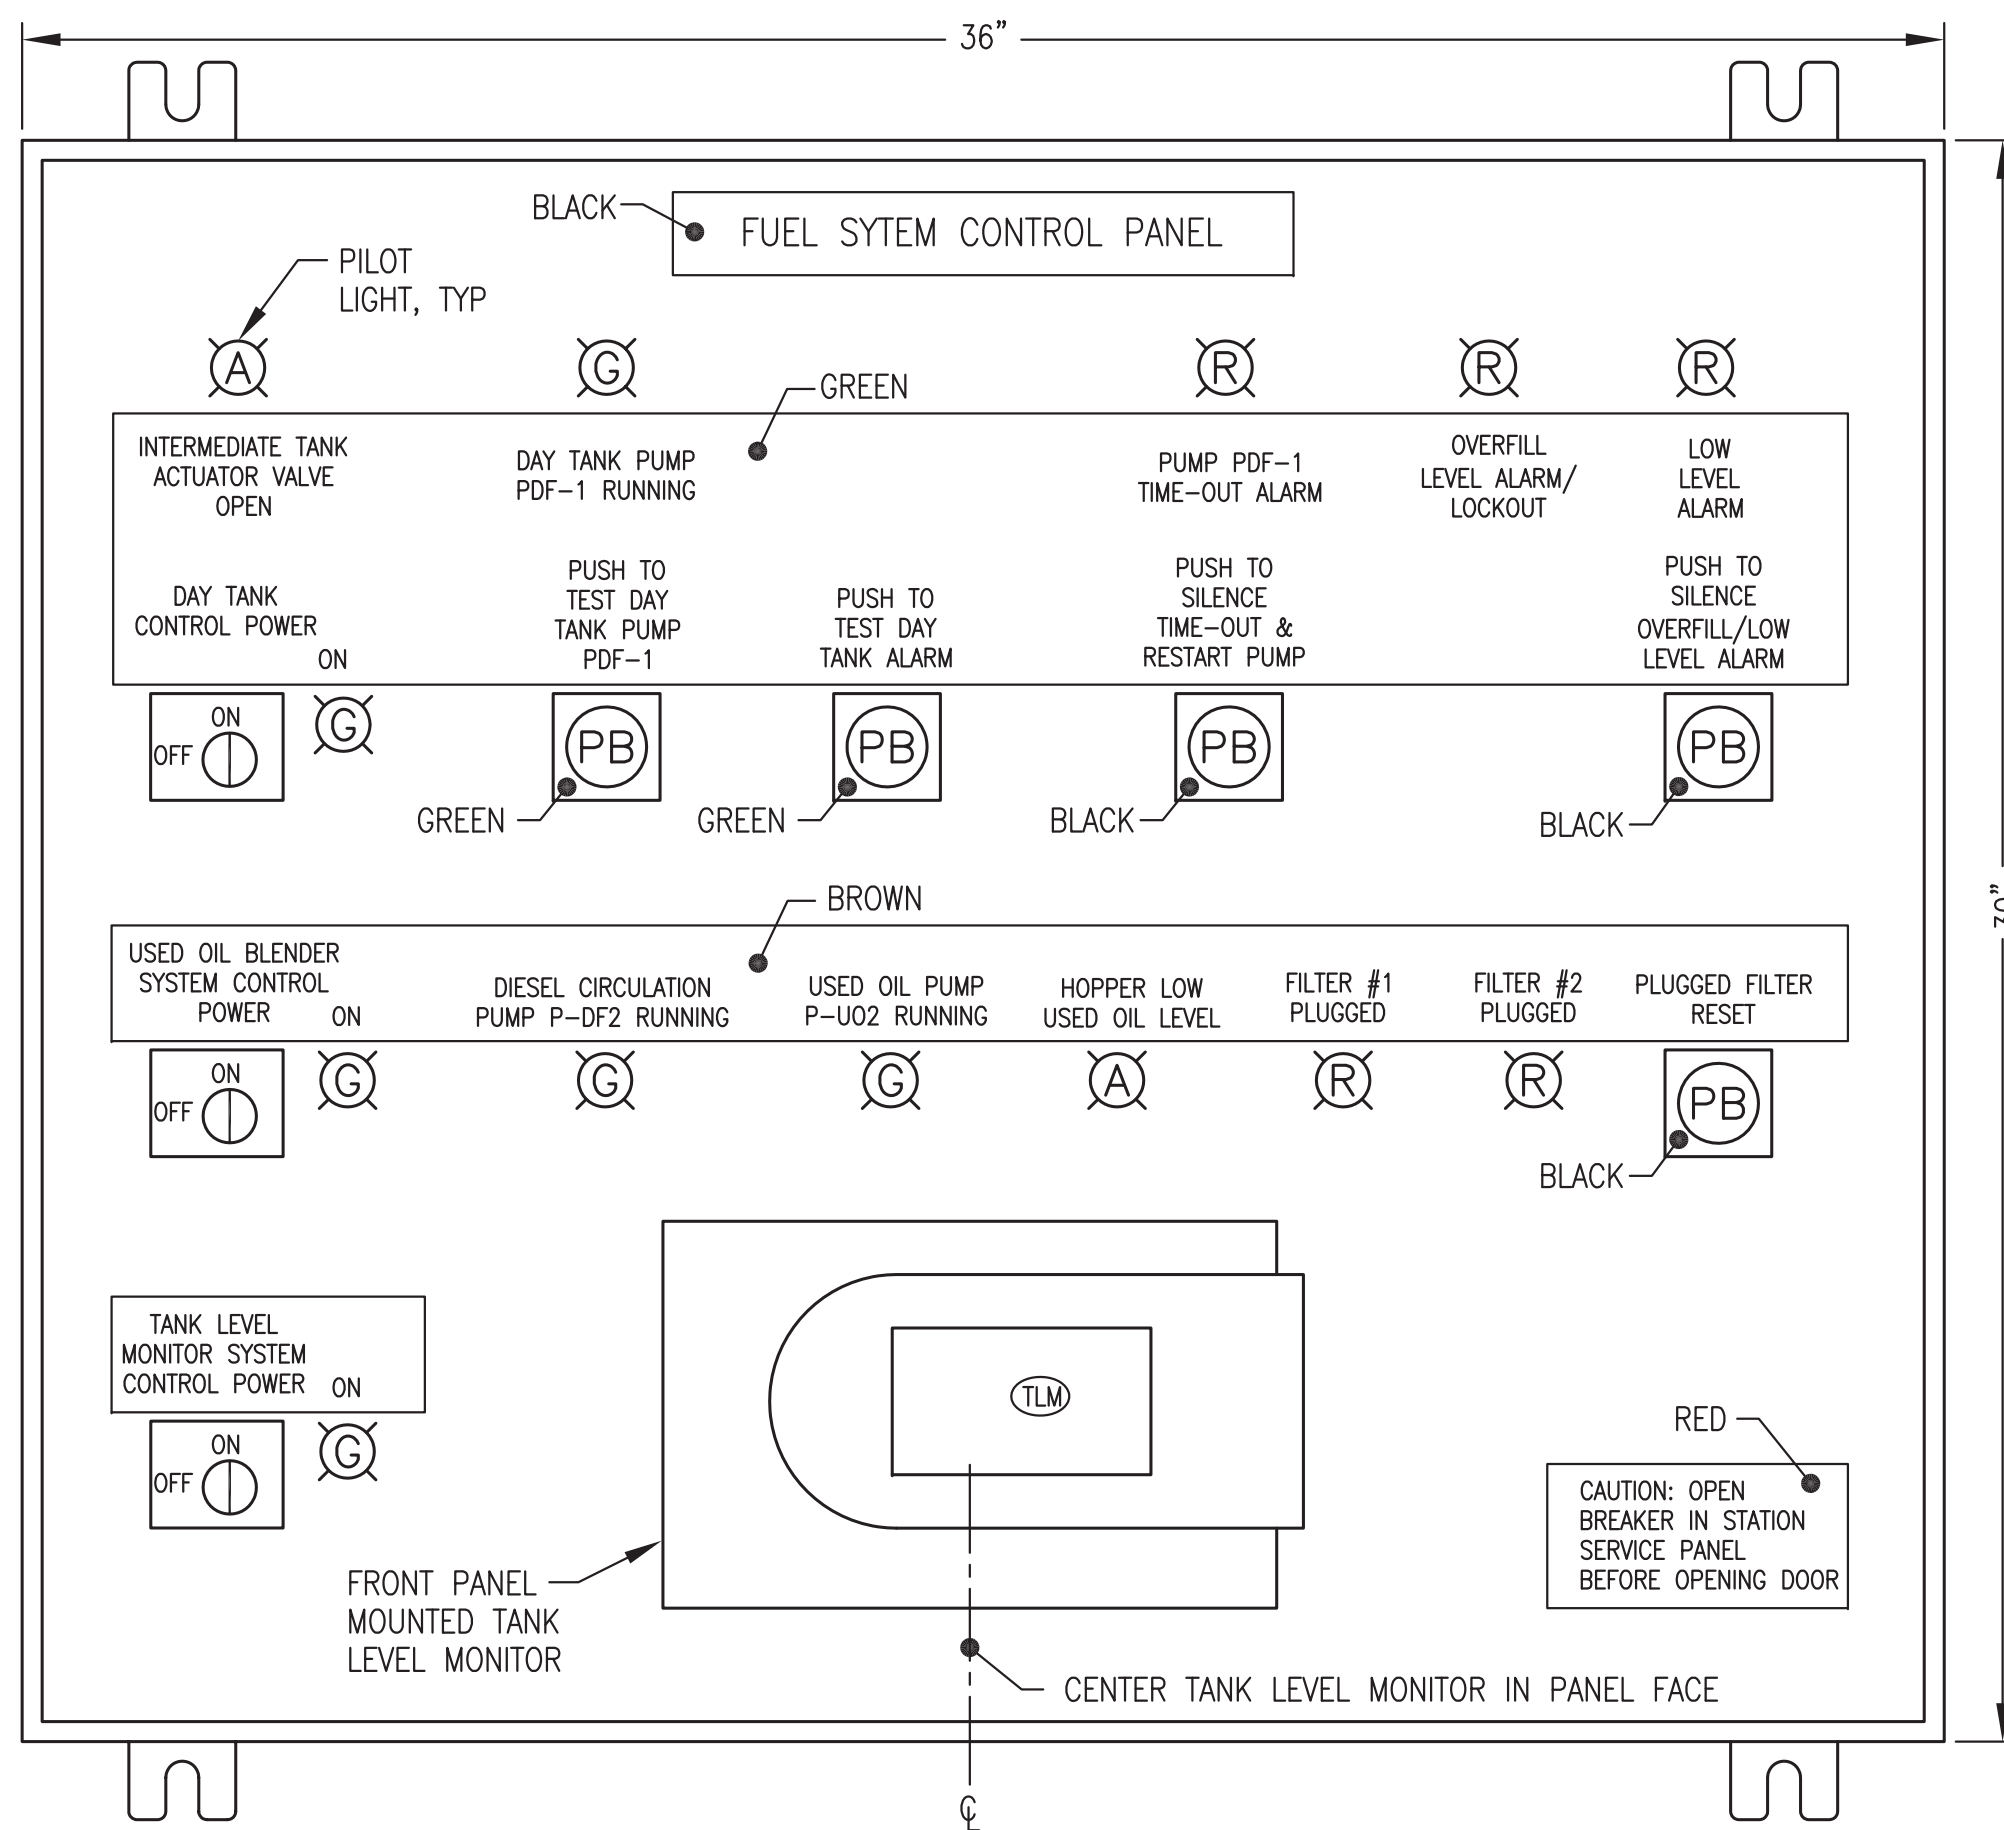 36”
BLACK
FUEL SYTEM CONTROL PANEL
PILOT
LIGHT, TYP
A
G
R
R
R
GREEN
INTERMEDIATE TANK
ACTUATOR VALVE
OPEN
DAY TANK PUMP
PDF-1 RUNNING
PUMP PDF-1
TIME-OUT ALARM
OVERFILL
LEVEL ALARM/
LOCKOUT
LOW
LEVEL
ALARM
DAY TANK
CONTROL POWER
ON
PUSH TO
TEST DAY
TANK PUMP
PDF-1
PUSH TO
TEST DAY
TANK ALARM
PUSH TO
SILENCE
TIME-OUT &
RESTART PUMP
PUSH TO
SILENCE
OVERFILL/LOW
LEVEL ALARM
ON
OFF
G
PB
PB
PB
PB
GREEN
GREEN
BLACK
BLACK
BROWN
USED OIL BLENDER
SYSTEM CONTROL
POWER
ON
DIESEL CIRCULATION
PUMP P-DF2 RUNNING
USED OIL PUMP
P-UO2 RUNNING
HOPPER LOW
USED OIL LEVEL
FILTER #1
PLUGGED
FILTER #2
PLUGGED
PLUGGED FILTER
RESET
ON
OFF
G
G
G
A
R
R
PB
BLACK
TANK LEVEL
MONITOR SYSTEM
CONTROL POWER
ON
ON
OFF
G
TLM
RED
CAUTION: OPEN
BREAKER IN STATION
SERVICE PANEL
BEFORE OPENING DOOR
FRONT PANEL
MOUNTED TANK
LEVEL MONITOR
CENTER TANK LEVEL MONITOR IN PANEL FACE
℄